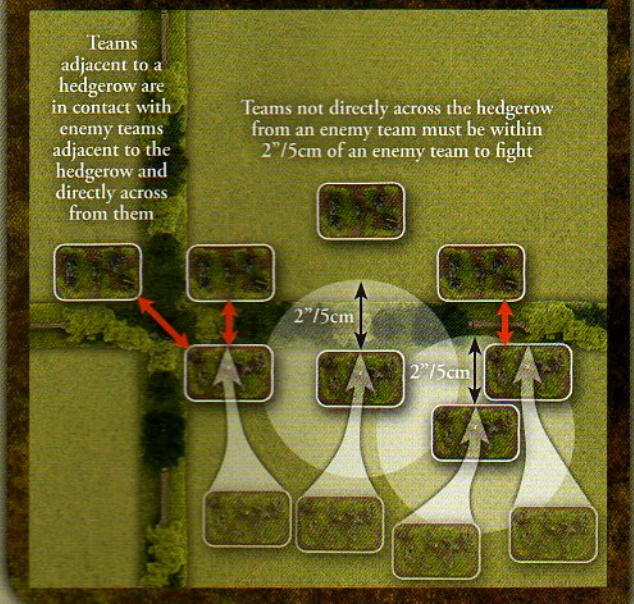 Teams
adjacent to a
hedgerow are
in contact with
enemy teams
adjacent to the
hedgerow and
directly across
from them
Teams not directly across the hedgerow
from an enemy team must be within
2”/5cm of an enemy team to fight
2”/5cm
2”/5cm